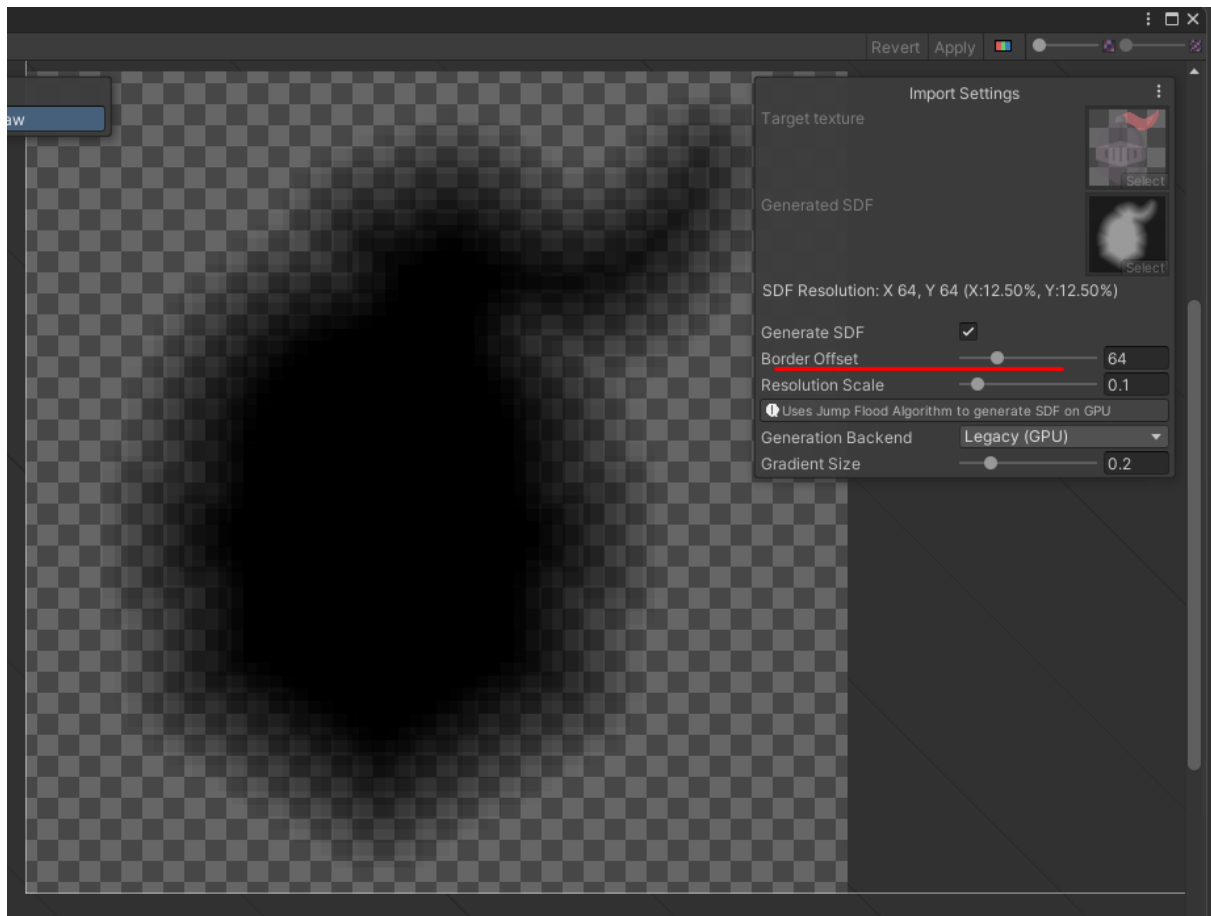 Revert Apply
aw
Import Settings
Target texture
Select
Generated SDF
Select
SDF Resolution: X 64, Y 64 (X:12.50%, Y:12.50%)
Generate SDF
Border Offset 64
Resolution Scale 0.1
Uses Jump Flood Algorithm to generate SDF on GPU
Generation Backend Legacy (GPU)
Gradient Size 0.2